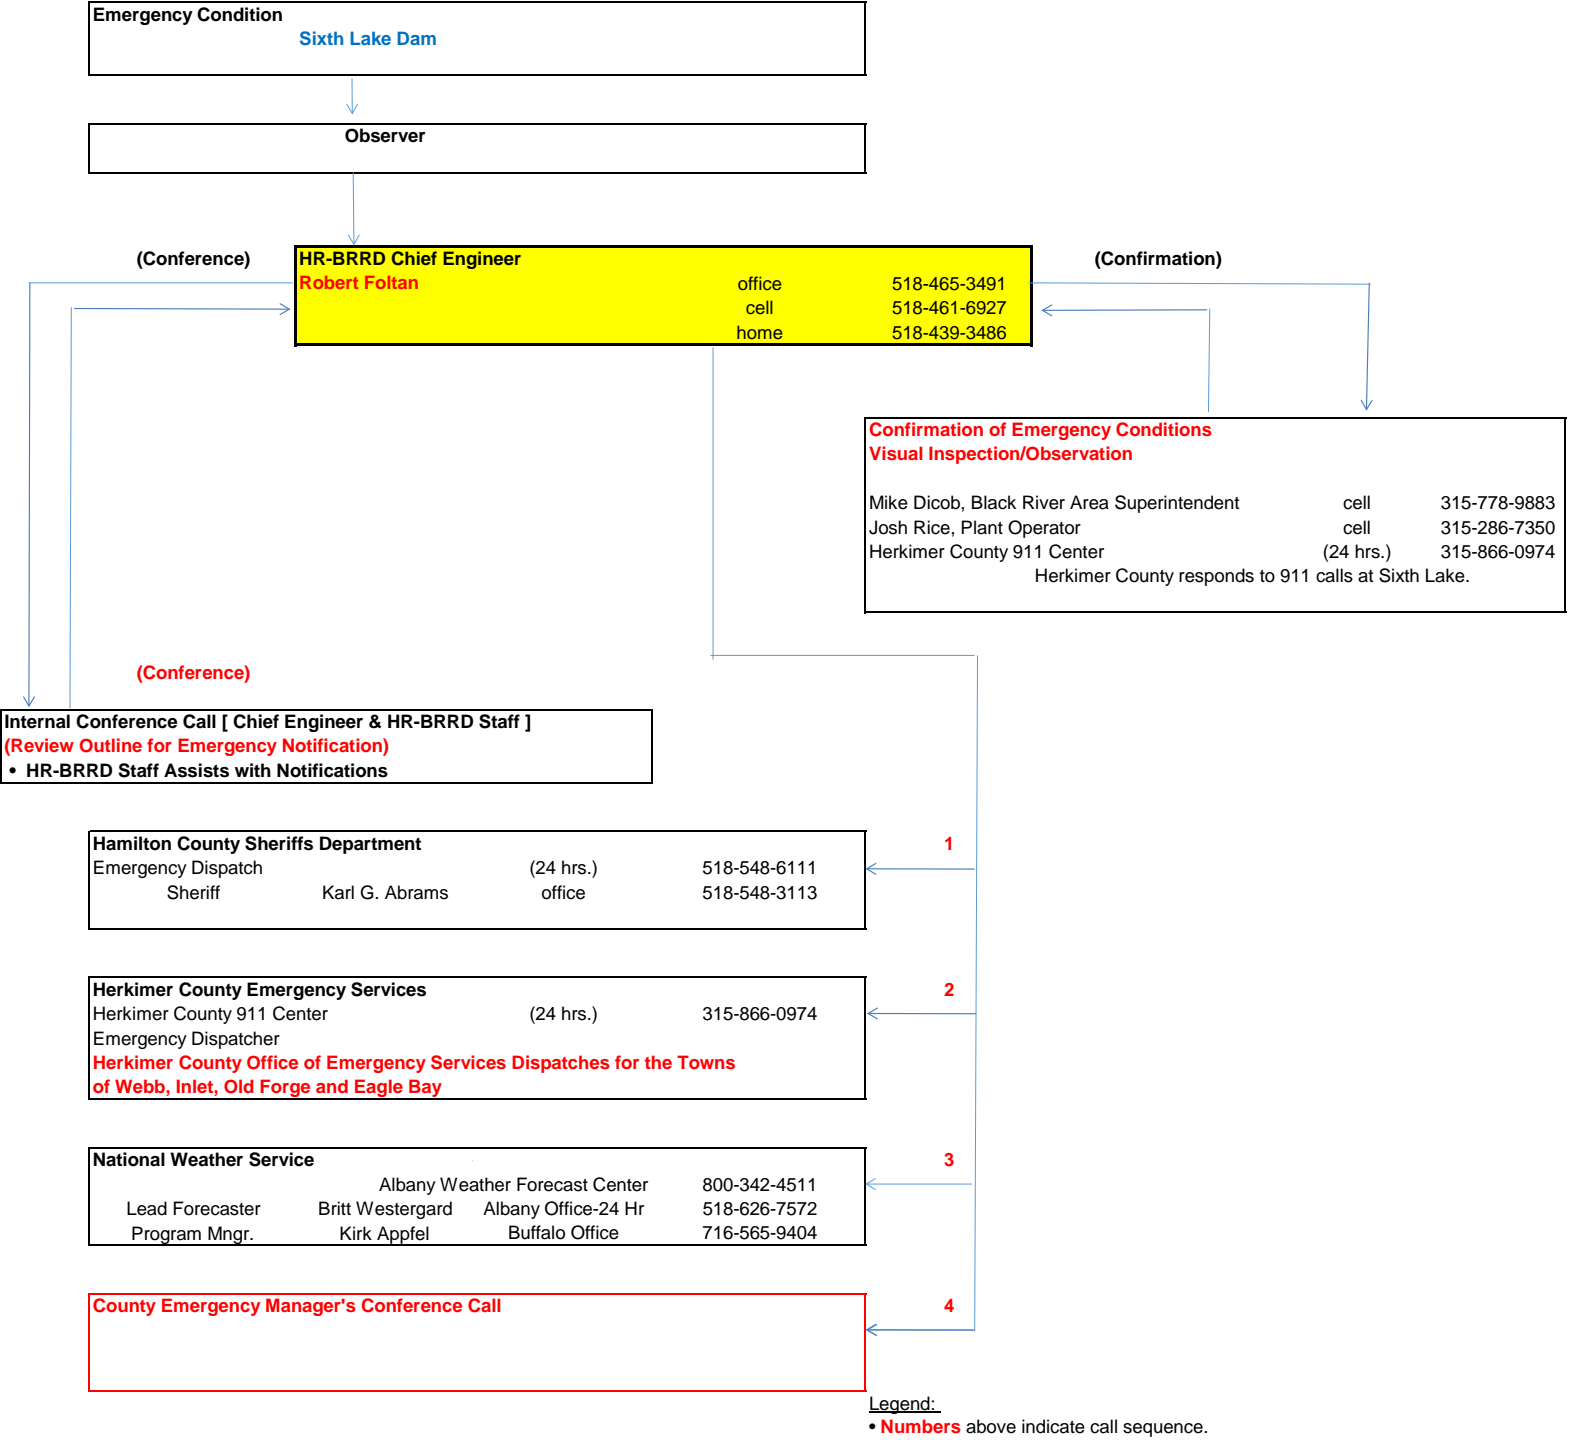 Emergency Condition
Sixth Lake Dam
Observer
(Conference)
HR-BRRD Chief Engineer
(Confirmation)
Robert Foltan office 518-465-3491
cell 518-461-6927
home 518-439-3486
Confirmation of Emergency Conditions
Visual Inspection/Observation
Mike Dicob, Black River Area Superintendent cell 315-778-9883
Josh Rice, Plant Operator cell 315-286-7350
Herkimer County 911 Center (24 hrs.) 315-866-0974
Herkimer County responds to 911 calls at Sixth Lake.
(Conference)
Internal Conference Call [ Chief Engineer & HR-BRRD Staff ]
(Review Outline for Emergency Notification)
• HR-BRRD Staff Assists with Notifications
Hamilton County Sheriffs Department 1
Emergency Dispatch (24 hrs.) 518-548-6111
Sheriff Karl G. Abrams office 518-548-3113
Herkimer County Emergency Services 2
Herkimer County 911 Center (24 hrs.) 315-866-0974
Emergency Dispatcher
Herkimer County Office of Emergency Services Dispatches for the Towns
of Webb, Inlet, Old Forge and Eagle Bay
National Weather Service 3
Albany Weather Forecast Center 800-342-4511
Lead Forecaster Britt Westergard Albany Office-24 Hr 518-626-7572
Program Mngr. Kirk Appfel Buffalo Office 716-565-9404
County Emergency Manager's Conference Call 4
Legend:
• Numbers above indicate call sequence.